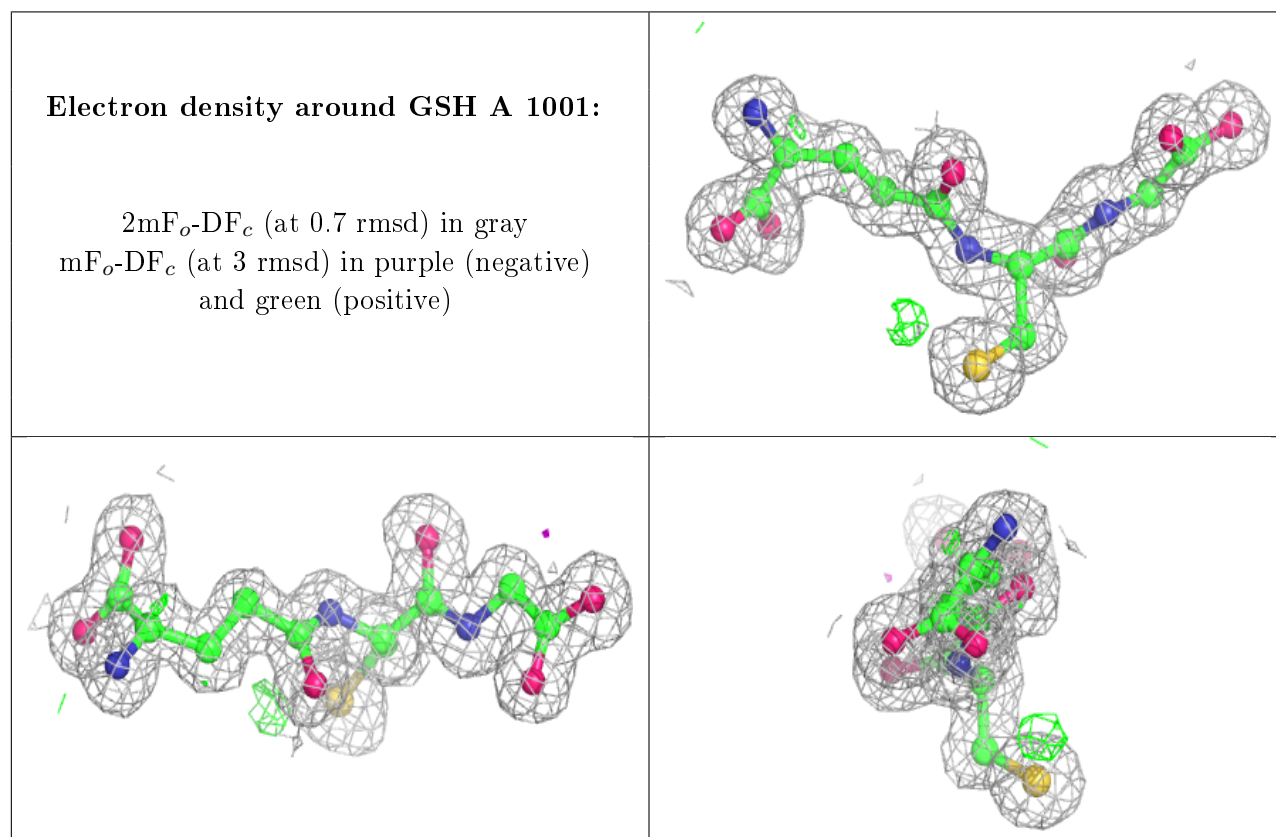 Electron density around GSH A 1001:
2mFo-DFc (at 0.7 rmsd) in gray
mFo-DFc (at 3 rmsd) in purple (negative)
and green (positive)